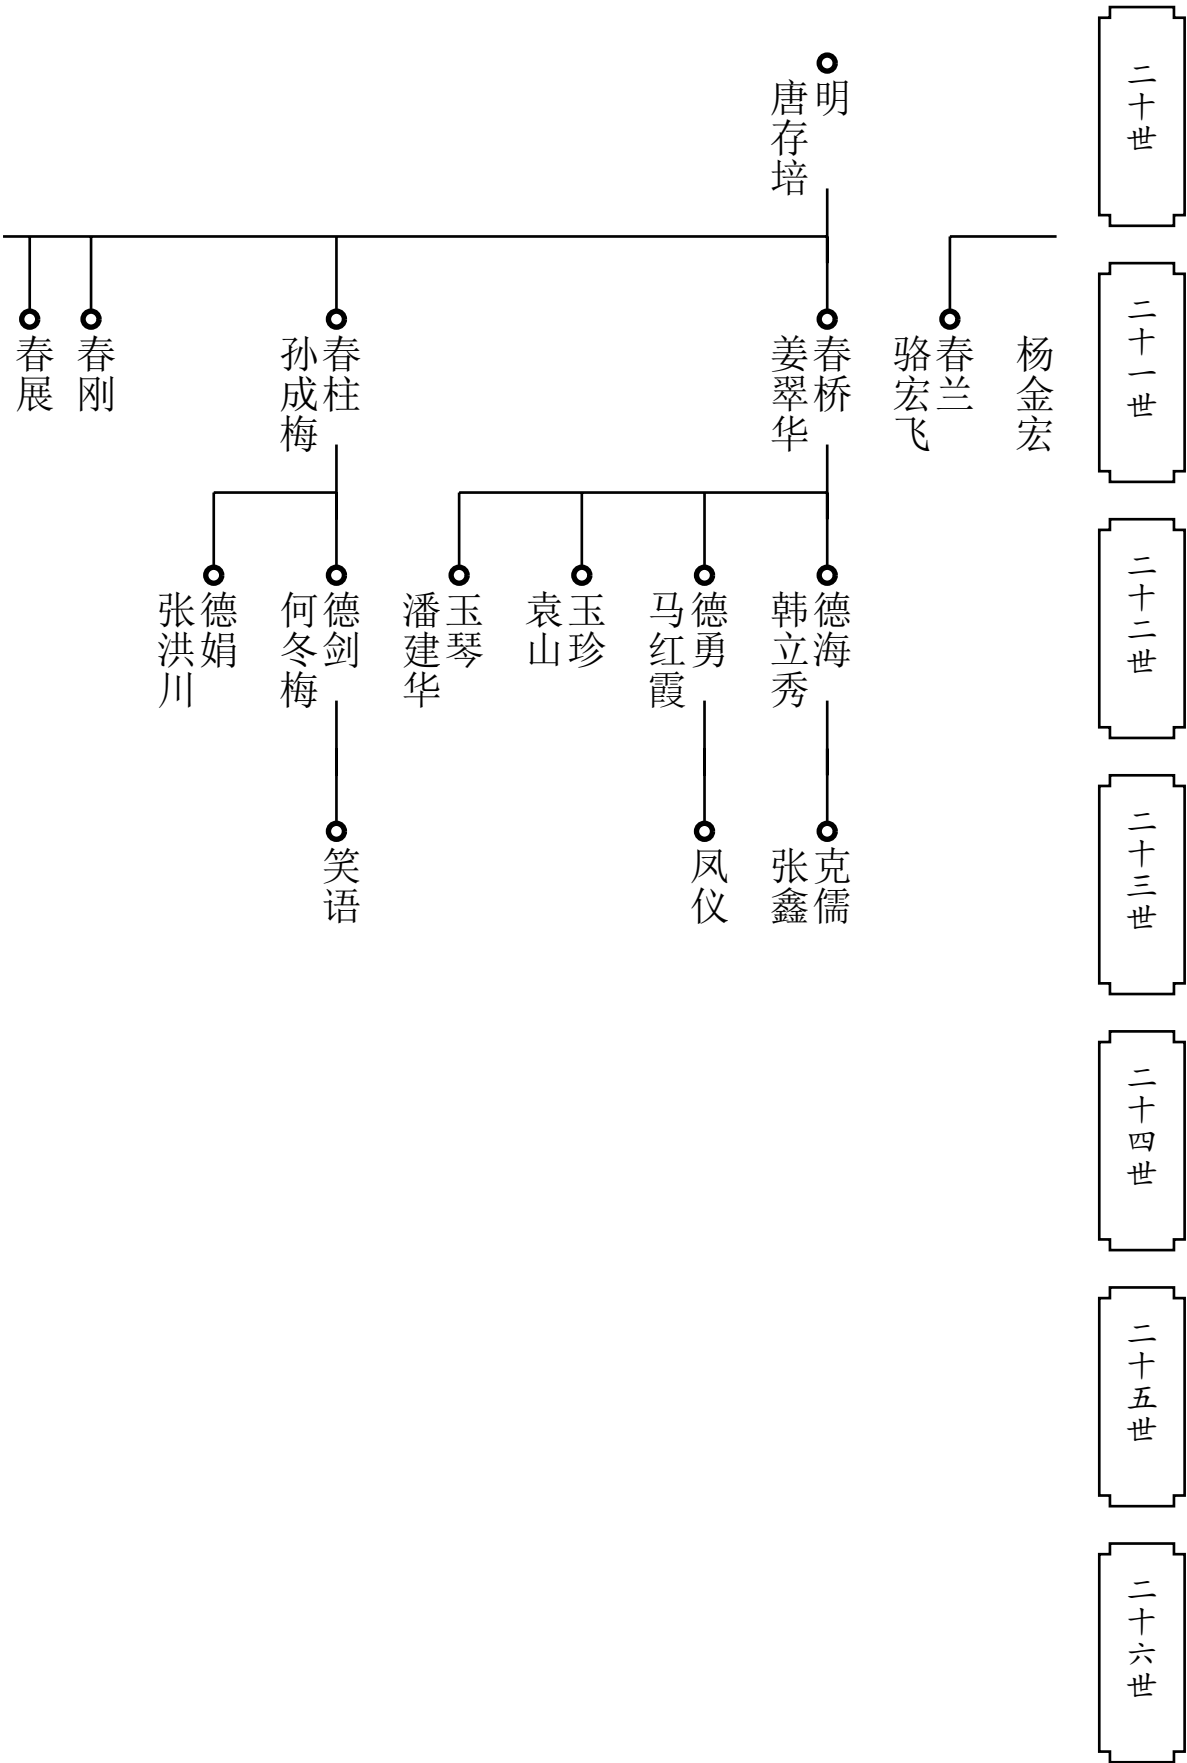 二十世
二十一世
二十二世
二十三世
二十四世
二十五世
二十六世
明
唐存培
杨金宏
春兰
骆宏飞
春桥
姜翠华
春柱
孙成梅
春刚
春展
德海
韩立秀
德勇
马红霞
玉珍
袁山
玉琴
潘建华
德剑
何冬梅
德娟
张洪川
克儒
张鑫
凤仪
笑语